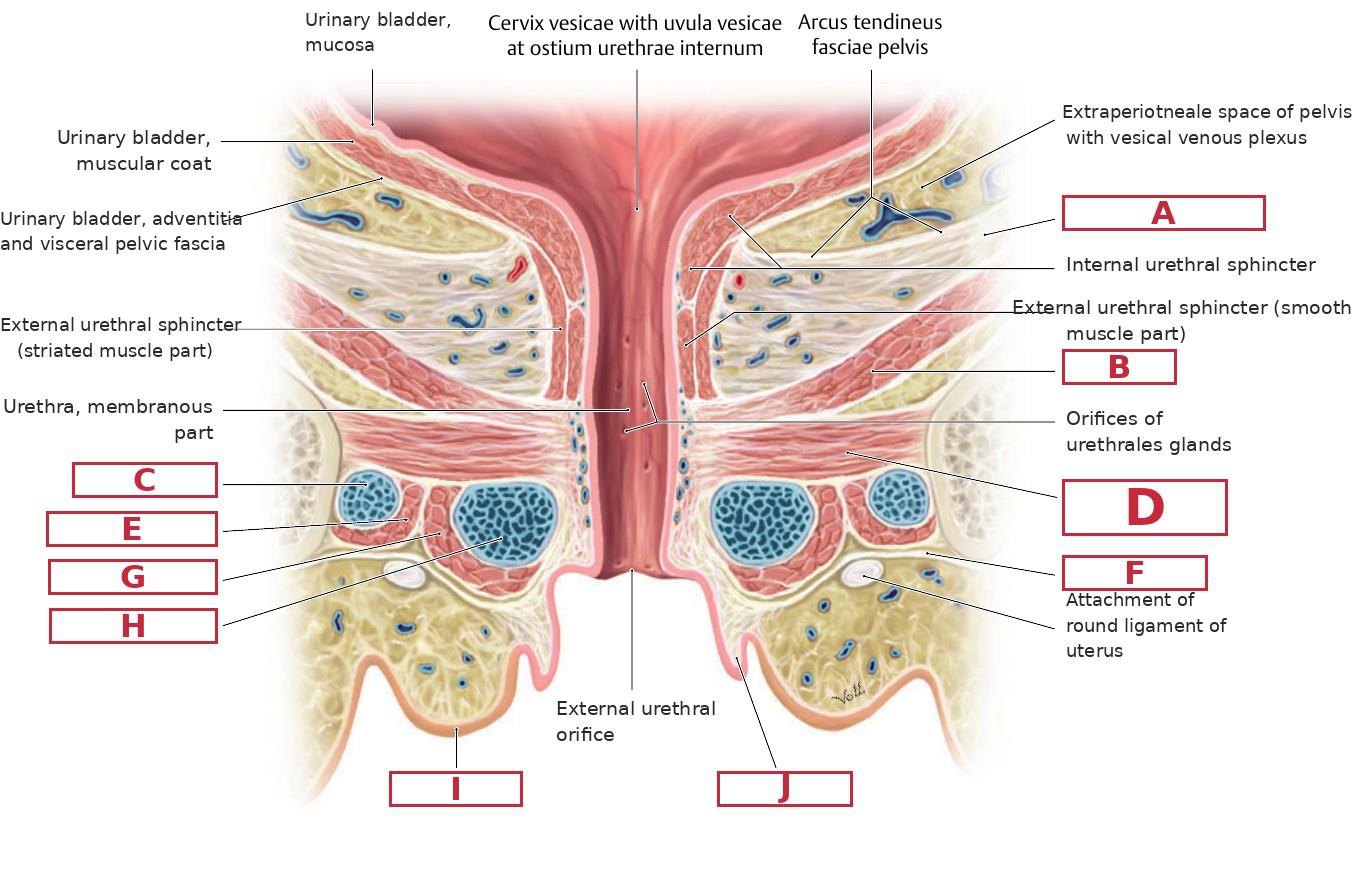 Urinary bladder,
mucosa
Cervix vesicae with uvula vesicae
at ostium urethrae internum
Arcus tendineus
fasciae pelvis
Urinary bladder,
muscular coat
Extraperiotneale space of pelvis
with vesical venous plexus
A
Urinary bladder, adventitia
and visceral pelvic fascia
Internal urethral sphincter
External urethral sphincter (smooth
muscle part)
External urethral sphincter
(striated muscle part)
B
Urethra, membranous
part
Orifices of
urethrales glands
C
D
E
F
G
Attachment of
round ligament of
uterus
H
Voll
External urethral
orifice
I
J